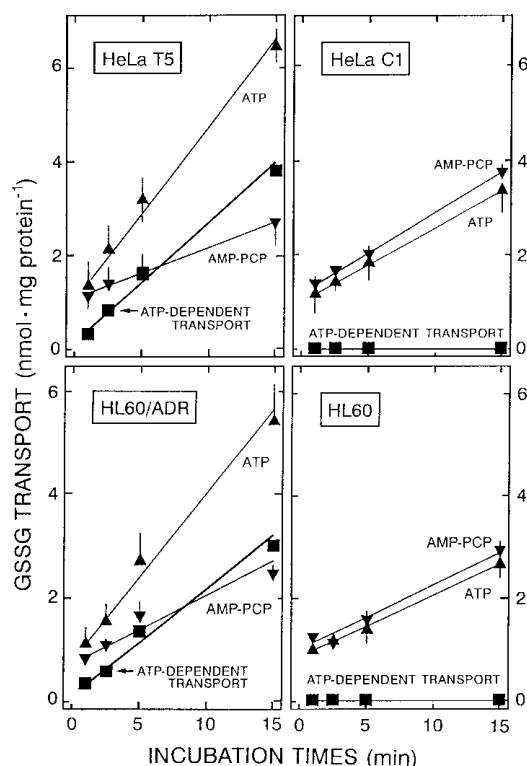 HeLa T5
HeLa C1
6
4
2
0
ATP
AMP-PCP
ATP-DEPENDENT
TRANSPORT
AMP-PCP
ATP
ATP-DEPENDENT TRANSPORT
6
4
2
0
HL60/ADR
HL60
6
4
2
0
ATP
AMP-PCP
ATP-DEPENDENT
TRANSPORT
AMP-PCP
ATP
ATP-DEPENDENT TRANSPORT
6
4
2
0
0 5 10 15
0 5 10 15
GSSG TRANSPORT (nmol · mg protein⁻¹)
INCUBATION TIMES (min)